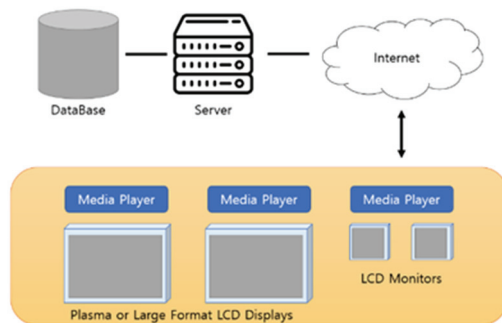 Internet
DataBase
Server
Media Player
Media Player
Media Player
LCD Monitors
Plasma or Large Format LCD Displays